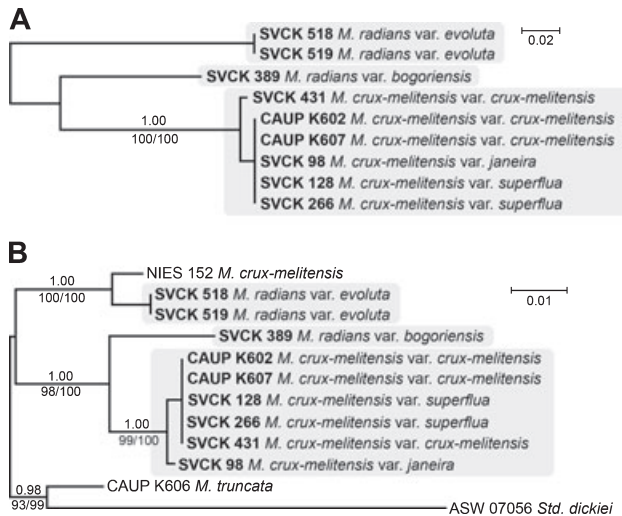 A
SVCK 518 M. radians var. evoluta
0.02
SVCK 519 M. radians var. evoluta
SVCK 389 M. radians var. bogoriensis
SVCK 431 M. crux-melitensis var. crux-melitensis
1.00
CAUP K602 M. crux-melitensis var. crux-melitensis
100/100
CAUP K607 M. crux-melitensis var. crux-melitensis
SVCK 98 M. crux-melitensis var. janeira
SVCK 128 M. crux-melitensis var. superflua
SVCK 266 M. crux-melitensis var. superflua
B
NIES 152 M. crux-melitensis
1.00
100/100
SVCK 518 M. radians var. evoluta
0.01
SVCK 519 M. radians var. evoluta
SVCK 389 M. radians var. bogoriensis
CAUP K602 M. crux-melitensis var. crux-melitensis
1.00
98/100
CAUP K607 M. crux-melitensis var. crux-melitensis
SVCK 128 M. crux-melitensis var. superflua
1.00
99/100
SVCK 266 M. crux-melitensis var. superflua
SVCK 431 M. crux-melitensis var. crux-melitensis
SVCK 98 M. crux-melitensis var. janeira
0.98
93/99
CAUP K606 M. truncata
ASW 07056 Std. dickiei